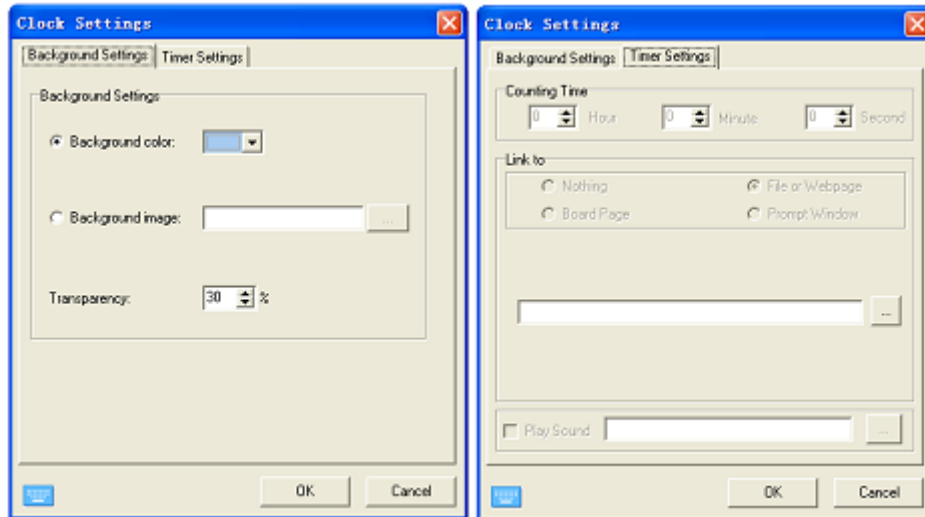 Clock Settings
Background Settings Timer Settings
Background Settings
Background color:
Background image: ...
Transparency: 30 %
OK Cancel
Clock Settings
Background Settings Timer Settings
Counting Time
0 Hour 0 Minute 0 Second
Link to
Nothing File or Webpage
Board Page Prompt Window
...
Play Sound ...
OK Cancel